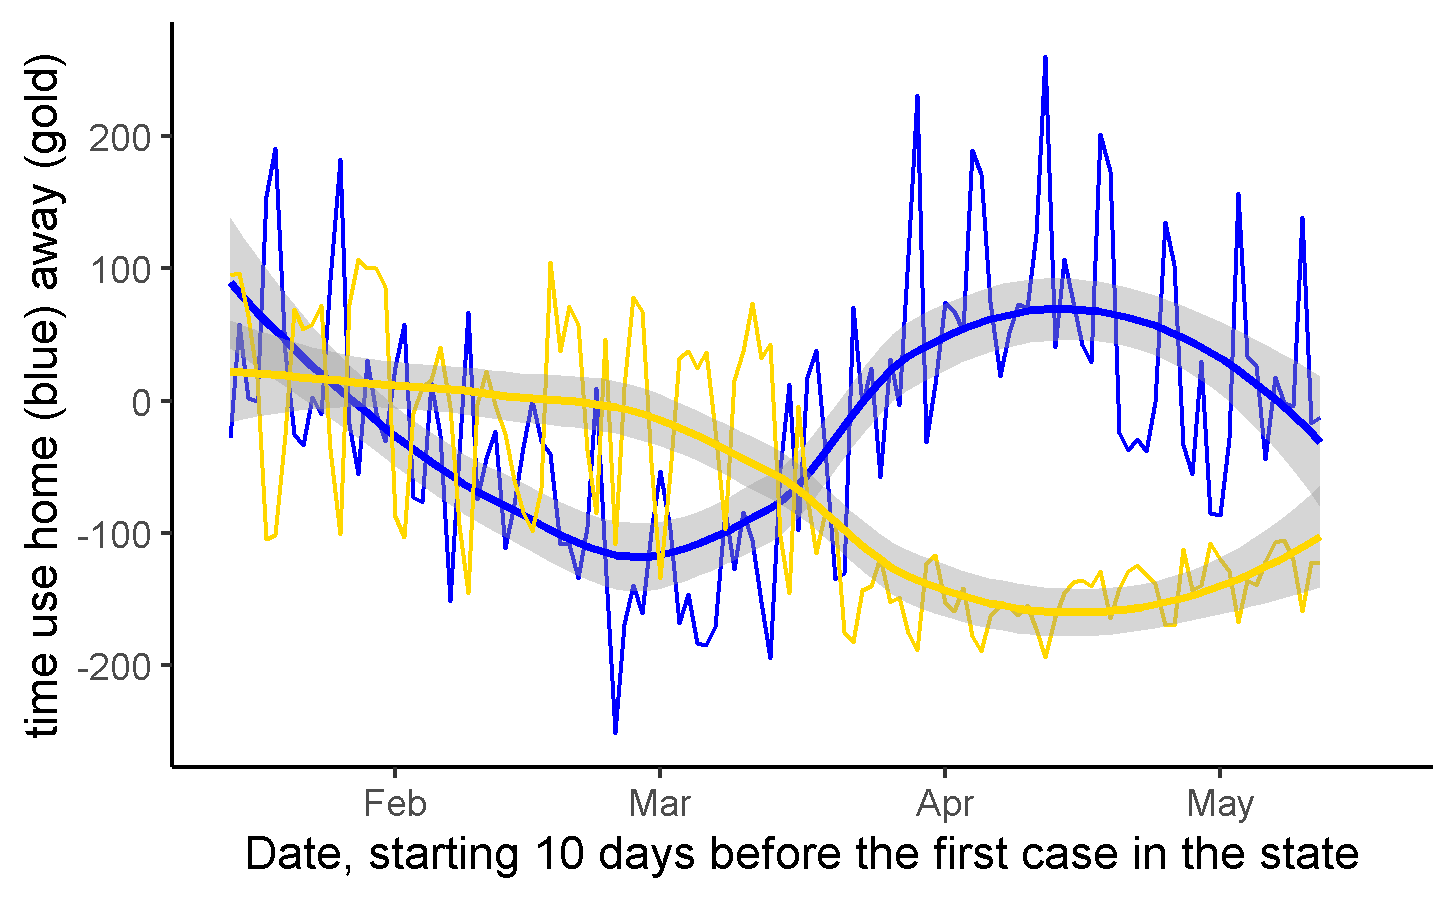 time use home (blue) away (gold)
200
100
0
-100
-200
Feb Mar Apr May
Date, starting 10 days before the first case in the state